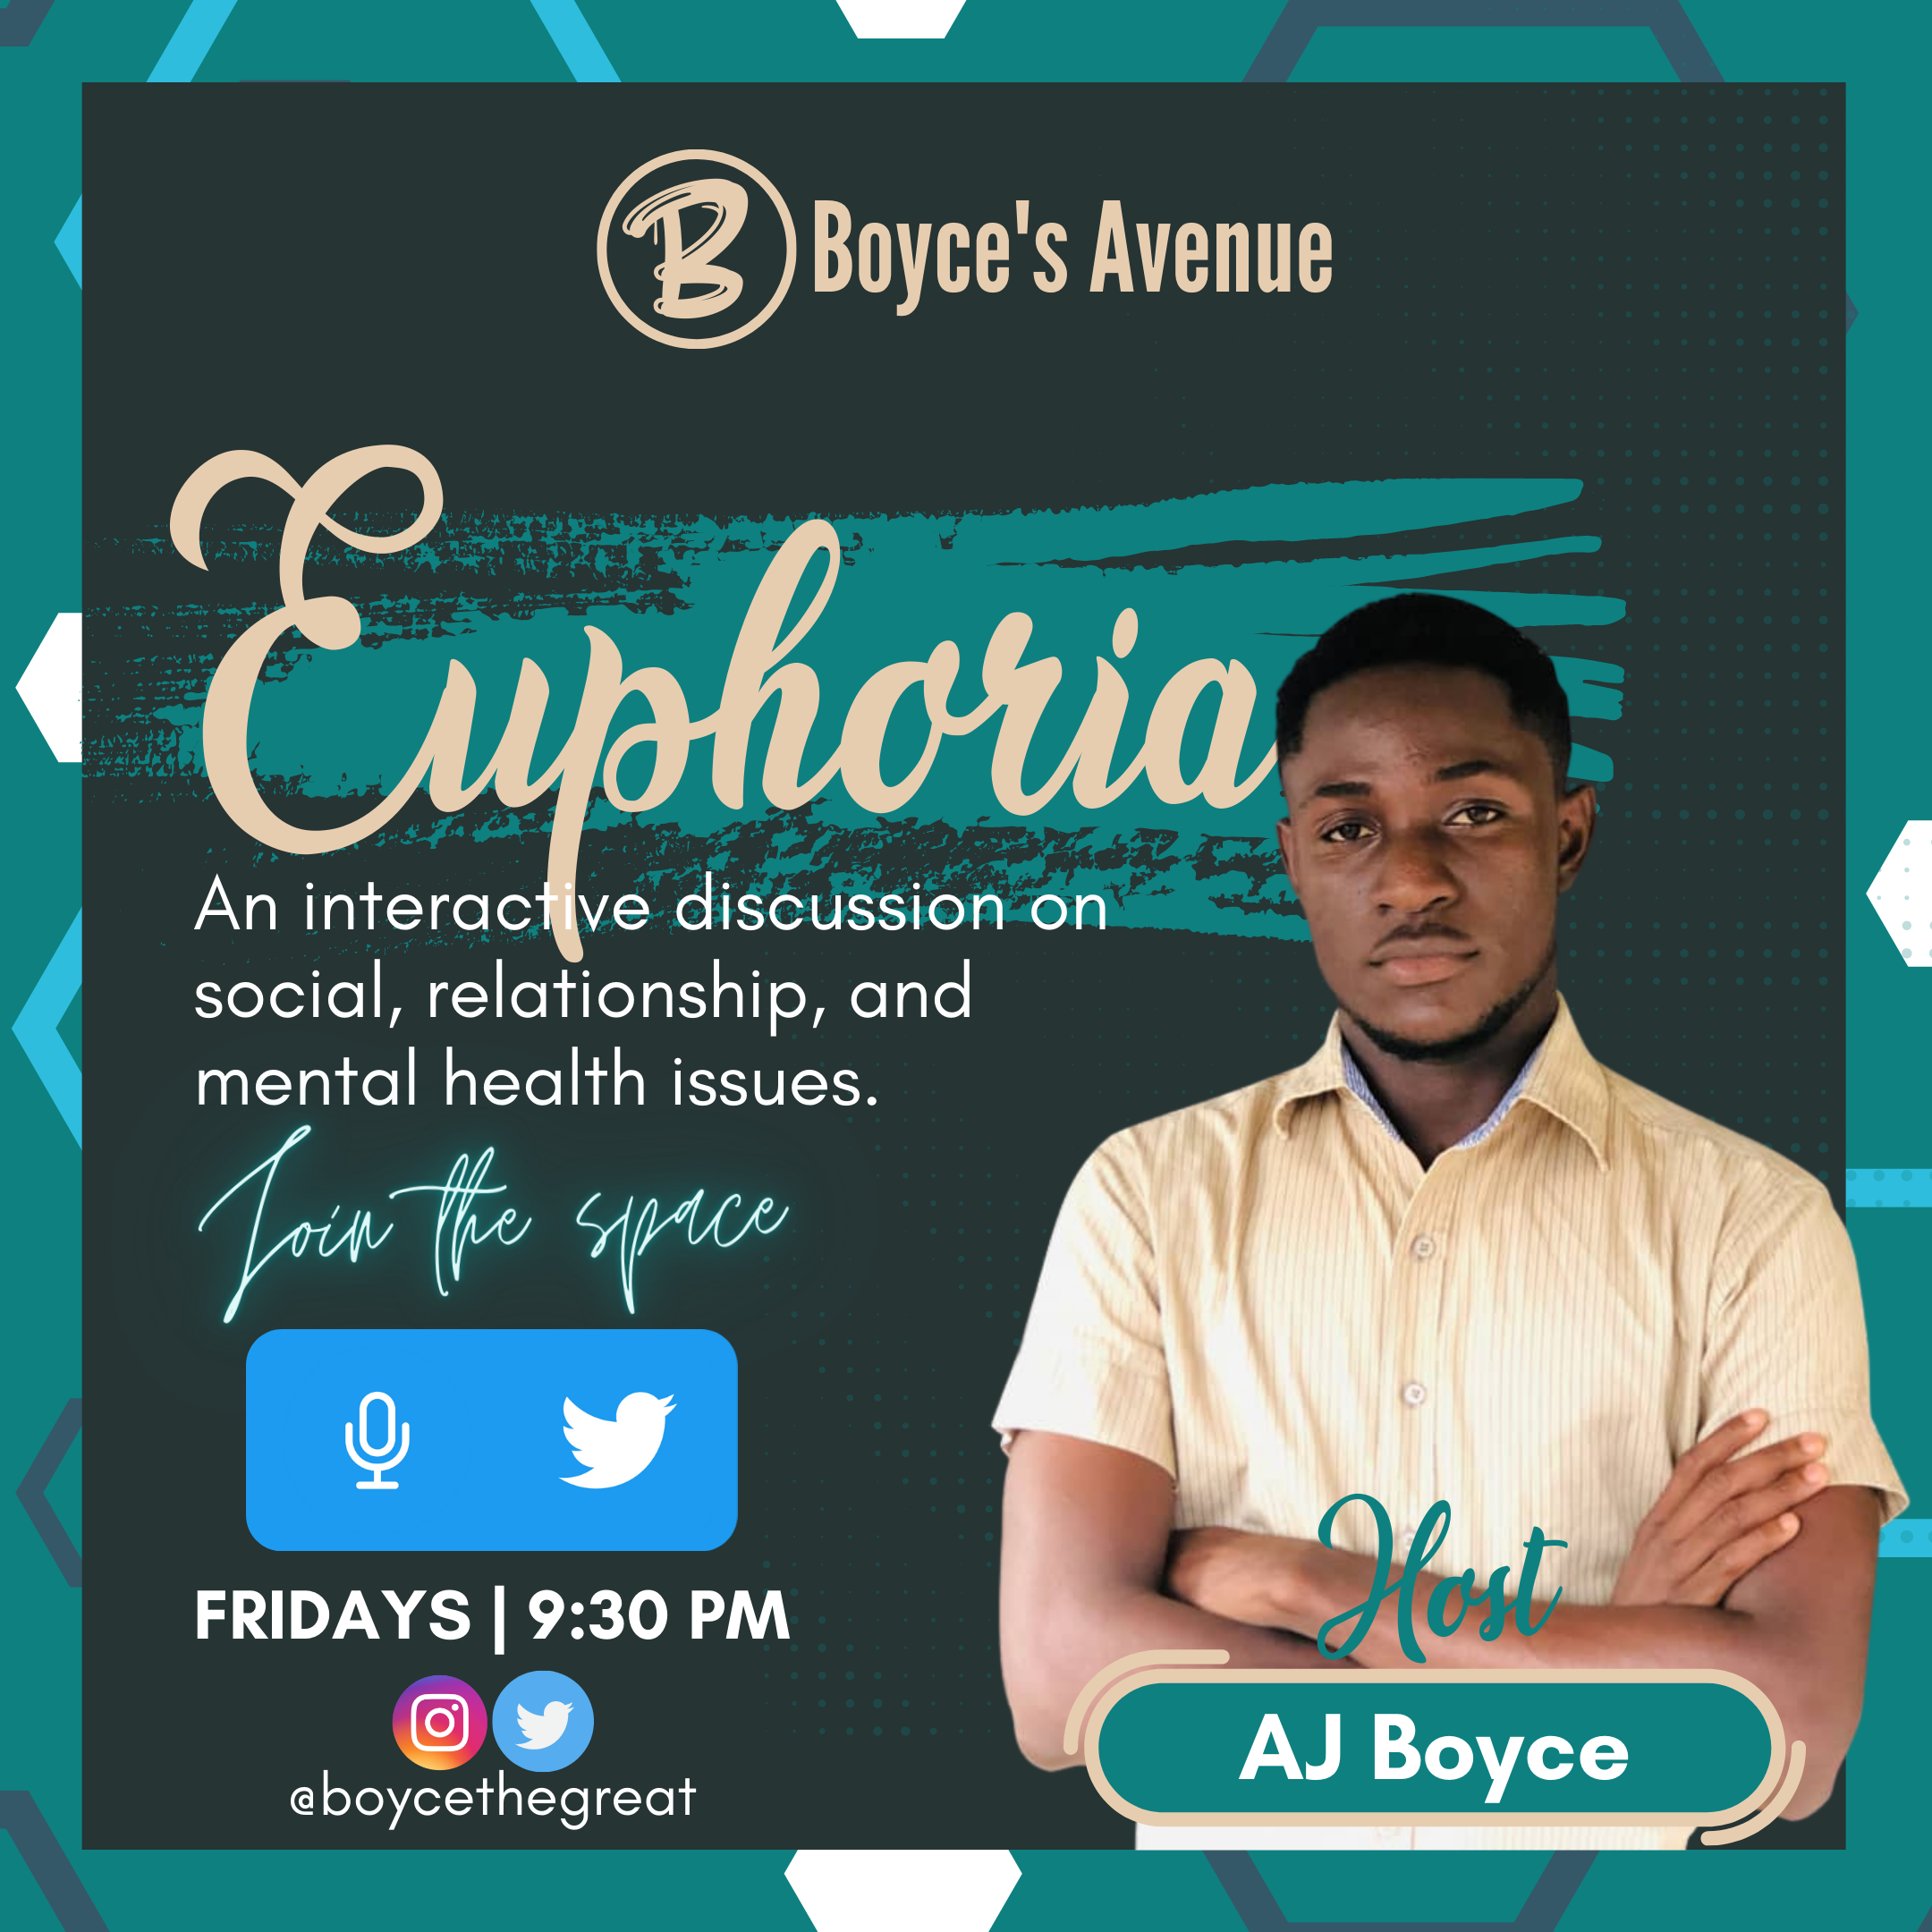 B Boyce's Avenue
Euphoria
An interactive discussion on
social, relationship, and
mental health issues.
Join the space
FRIDAYS | 9:30 PM
@boycethegreat
Host
AJ Boyce